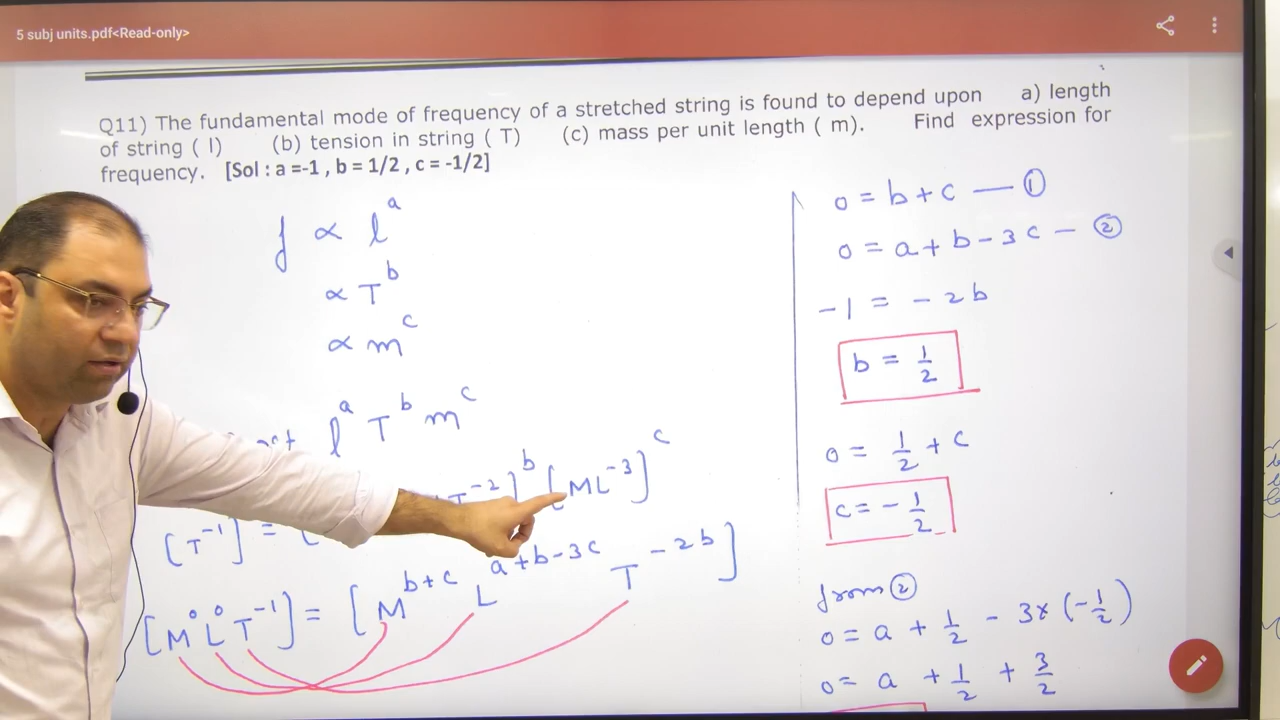 5 subj units.pdf<Read-only>
Q11) The fundamental mode of frequency of a stretched string is found to depend upon a) length
of string ( l) (b) tension in string ( T) (c) mass per unit length ( m). Find expression for
frequency. [Sol : a =-1 , b = 1/2 , c = -1/2]
f ∝ l^a
∝ T^b
∝ m^c
l^a T^b m^c
[T^-1] = [ T^-2]^b [ML^-3]^c
[M^0 L^0 T^-1] = [M^b+c L^a+b-3c T^-2b]
0 = b+c — ①
0 = a+b-3c - ②
-1 = -2b
b = 1/2
0 = 1/2 + c
c = - 1/2
from ②
0 = a + 1/2 - 3x (-1/2)
0 = a + 1/2 + 3/2